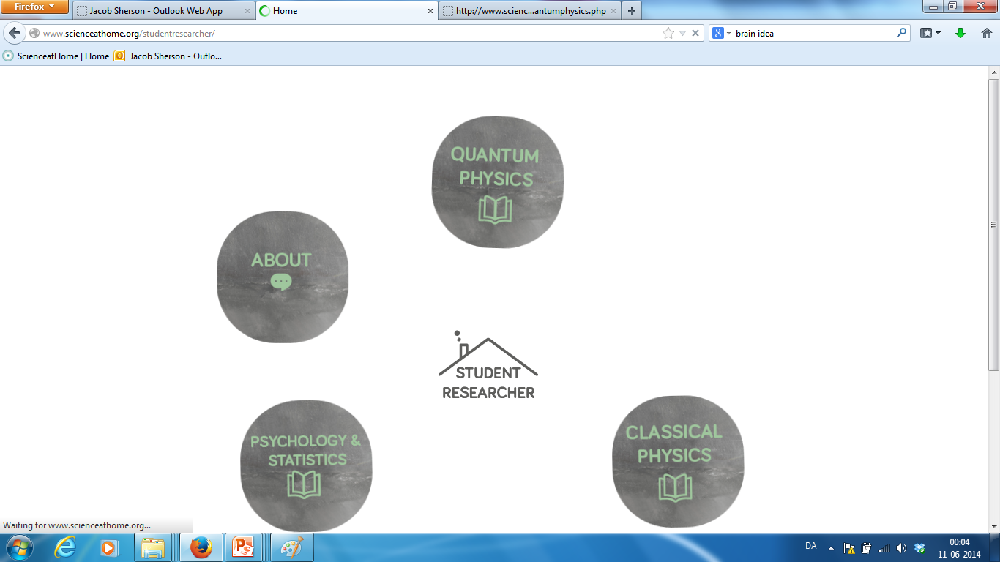 Firefox
Jacob Sherson - Outlook Web App
Home
http://www.scienc...antumphysics.php
www.scienceathome.org/studentresearcher/
brain idea
ScienceatHome | Home
Jacob Sherson - Outlo...
QUANTUM
PHYSICS
ABOUT
STUDENT
RESEARCHER
PSYCHOLOGY &
STATISTICS
CLASSICAL
PHYSICS
Waiting for www.scienceathome.org...
DA
00:04
11-06-2014